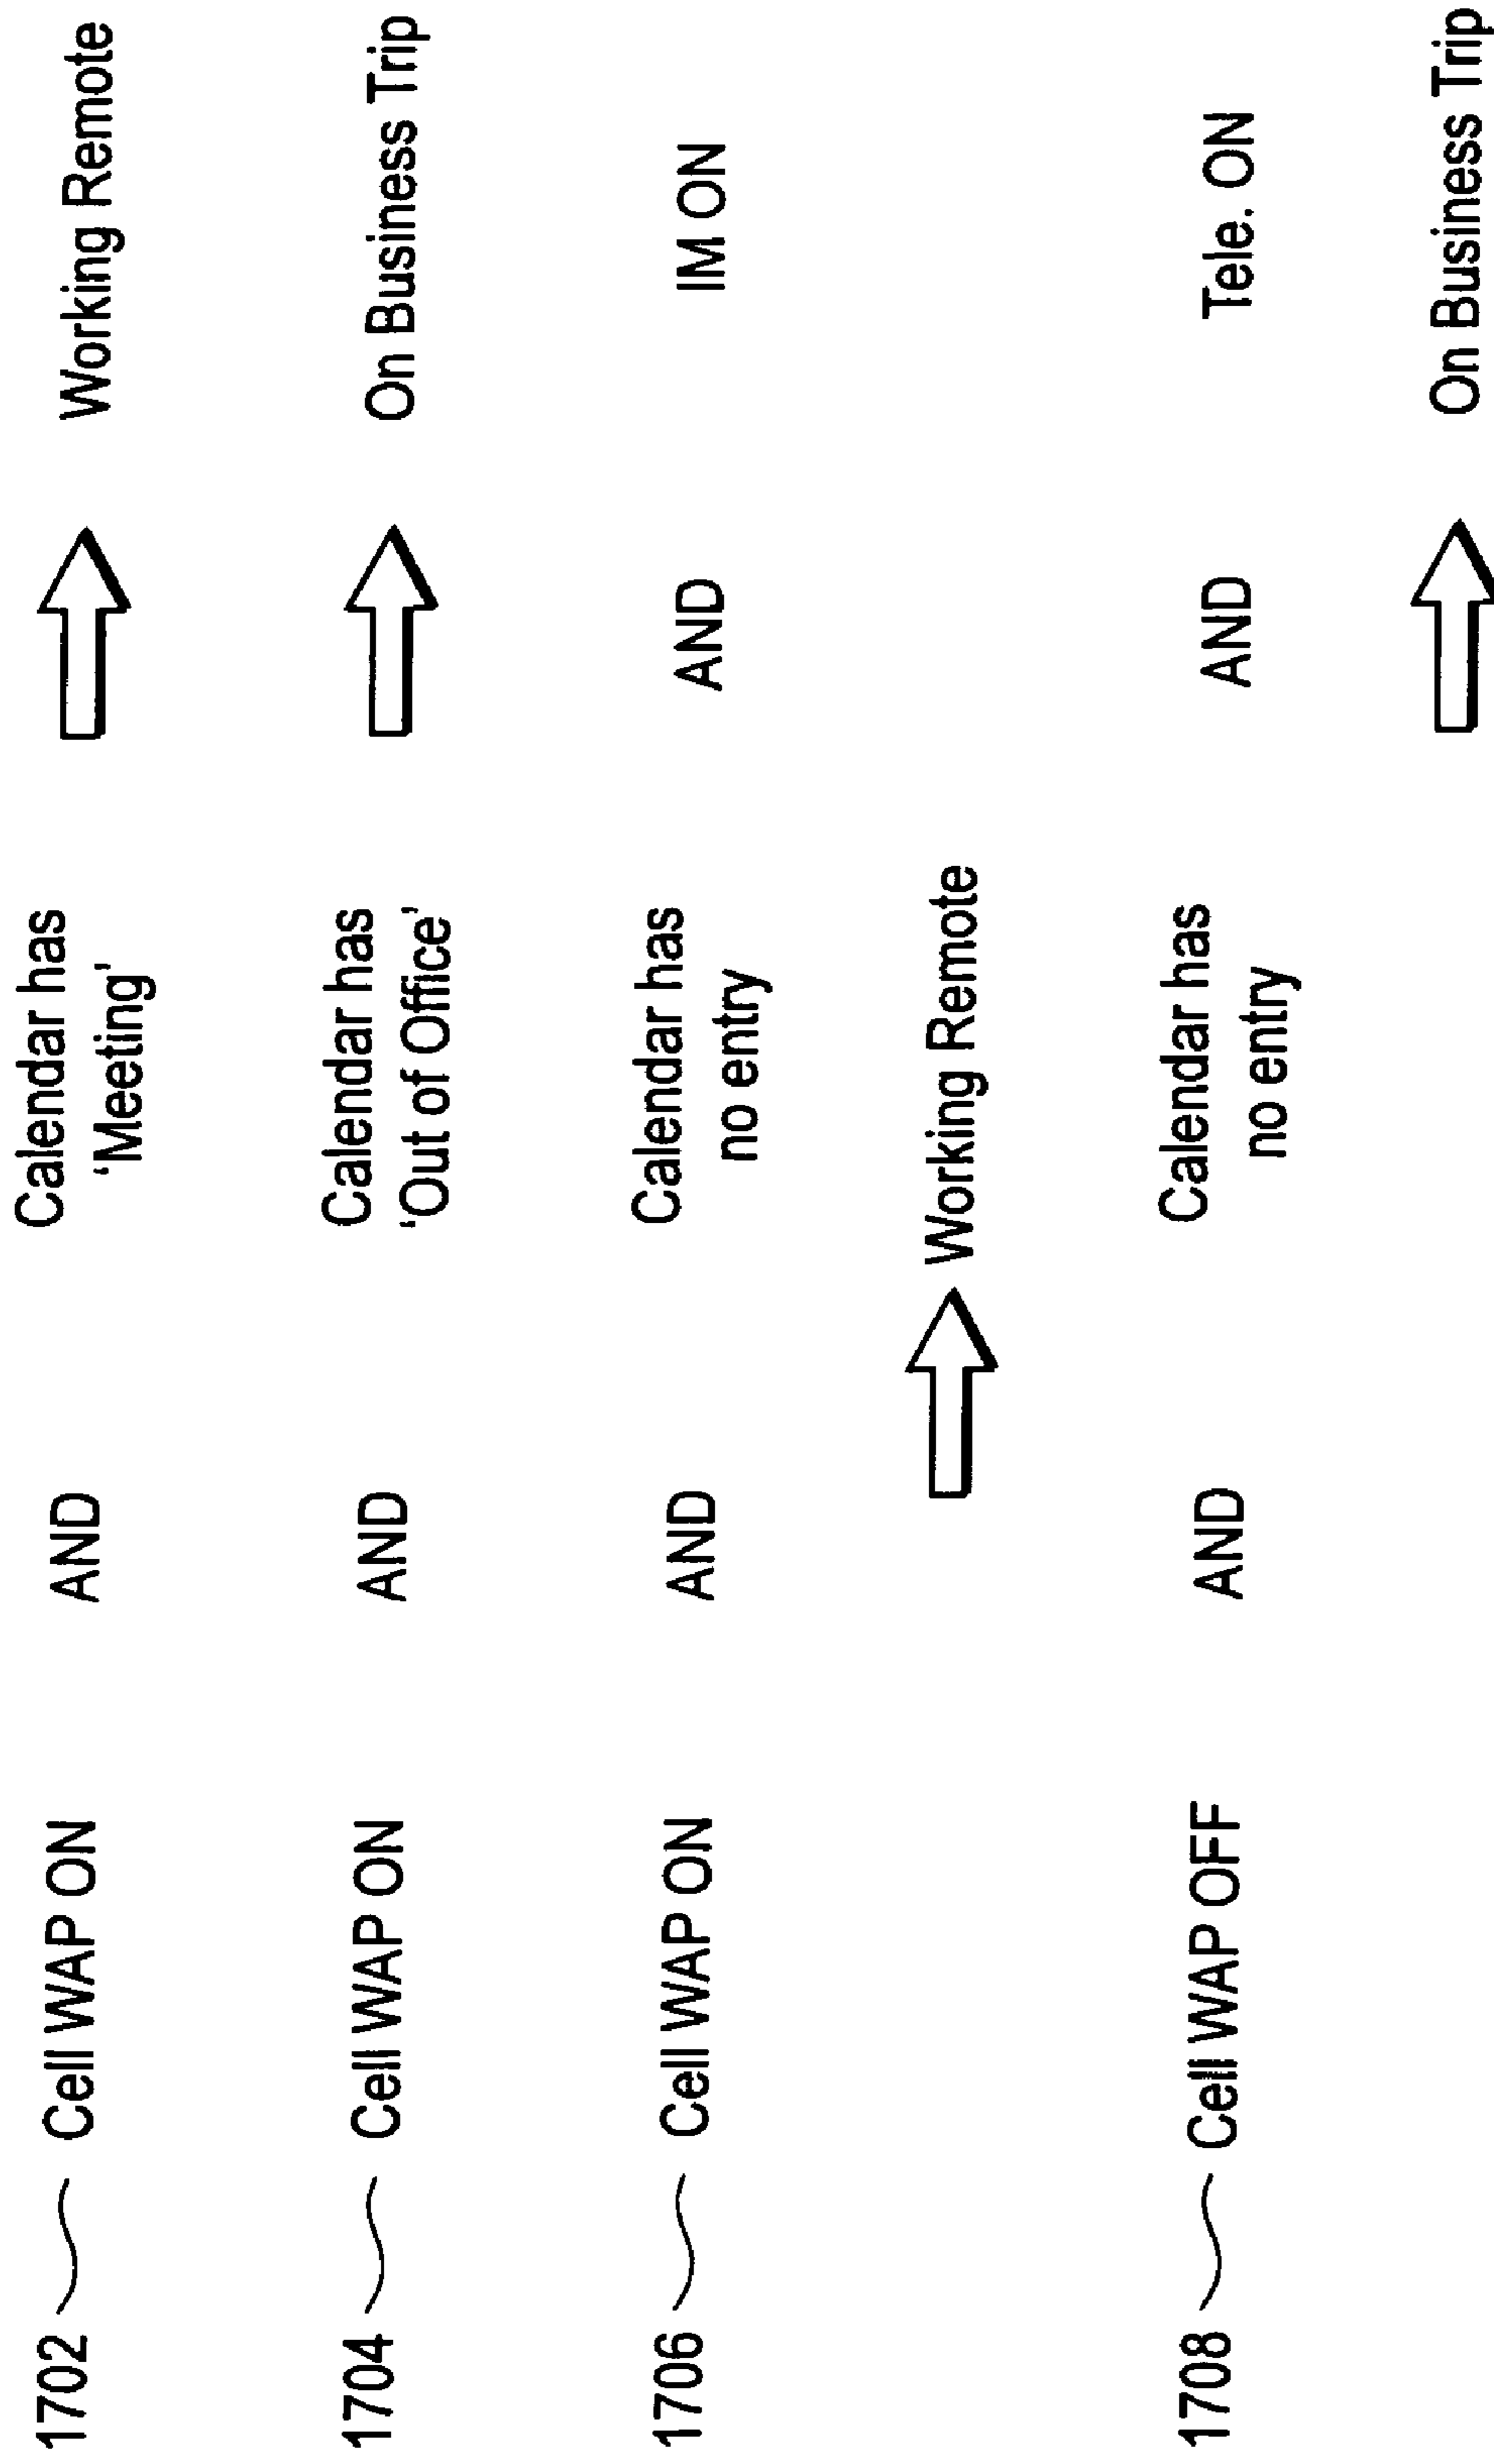 1702 Cell WAP ON AND Calendar has 'Meeting' Working Remote
1704 Cell WAP ON AND Calendar has 'Out of Office' On Business Trip
1706 Cell WAP ON AND Calendar has no entry AND IM ON
Working Remote
1708 Cell WAP OFF AND Calendar has no entry AND Tele. ON
On Business Trip